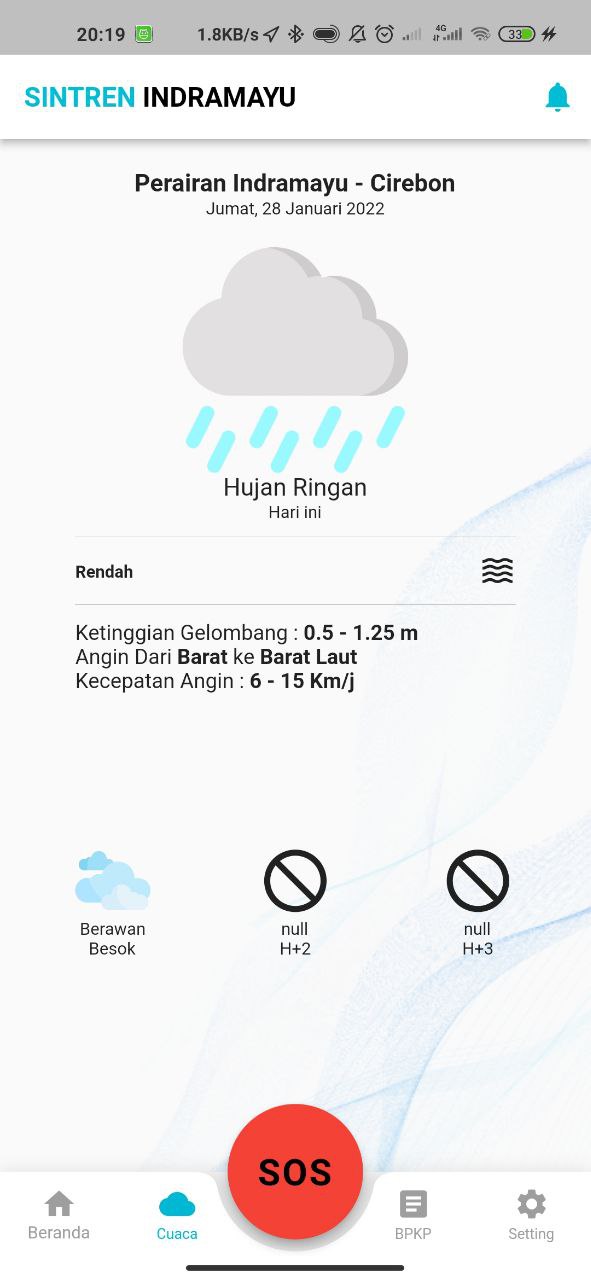 20:19 1.8KB/s 4G 33
SINTREN INDRAMAYU
Perairan Indramayu - Cirebon
Jumat, 28 Januari 2022
Hujan Ringan
Hari ini
Rendah
Ketinggian Gelombang : 0.5 - 1.25 m
Angin Dari Barat ke Barat Laut
Kecepatan Angin : 6 - 15 Km/j
Berawan
Besok
null
H+2
null
H+3
SOS
Beranda
Cuaca
BPKP
Setting